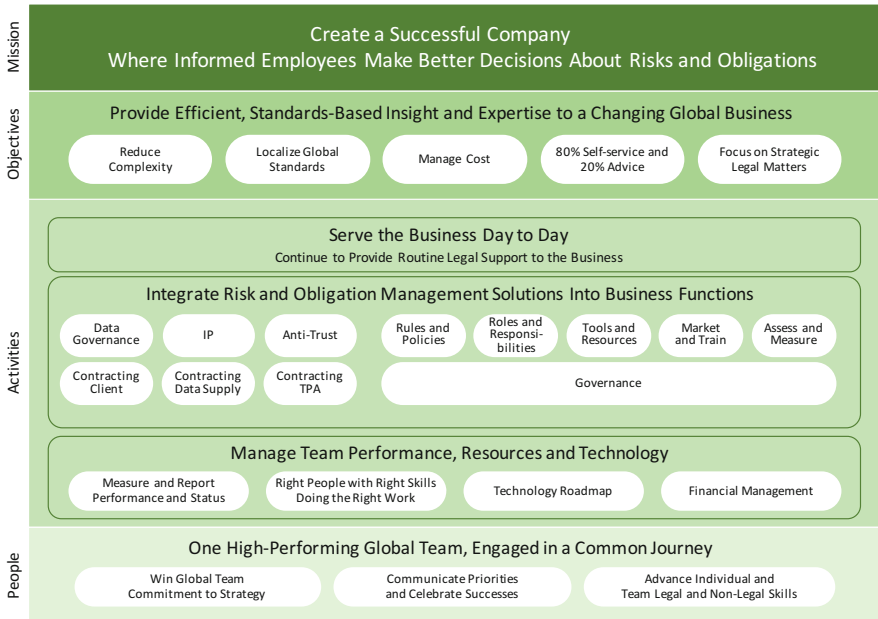 Mission
Create a Successful Company
Where Informed Employees Make Better Decisions About Risks and Obligations
Objectives
Provide Efficient, Standards-Based Insight and Expertise to a Changing Global Business
Reduce
Complexity
Localize Global
Standards
Manage Cost
80% Self-service and
20% Advice
Focus on Strategic
Legal Matters
Activities
Serve the Business Day to Day
Continue to Provide Routine Legal Support to the Business
Integrate Risk and Obligation Management Solutions Into Business Functions
Data
Governance
IP
Anti-Trust
Rules and
Policies
Roles and
Responsi-
bilities
Tools and
Resources
Market
and Train
Assess and
Measure
Contracting
Client
Contracting
Data Supply
Contracting
TPA
Governance
Manage Team Performance, Resources and Technology
Measure and Report
Performance and Status
Right People with Right Skills
Doing the Right Work
Technology Roadmap
Financial Management
People
One High-Performing Global Team, Engaged in a Common Journey
Win Global Team
Commitment to Strategy
Communicate Priorities
and Celebrate Successes
Advance Individual and
Team Legal and Non-Legal Skills